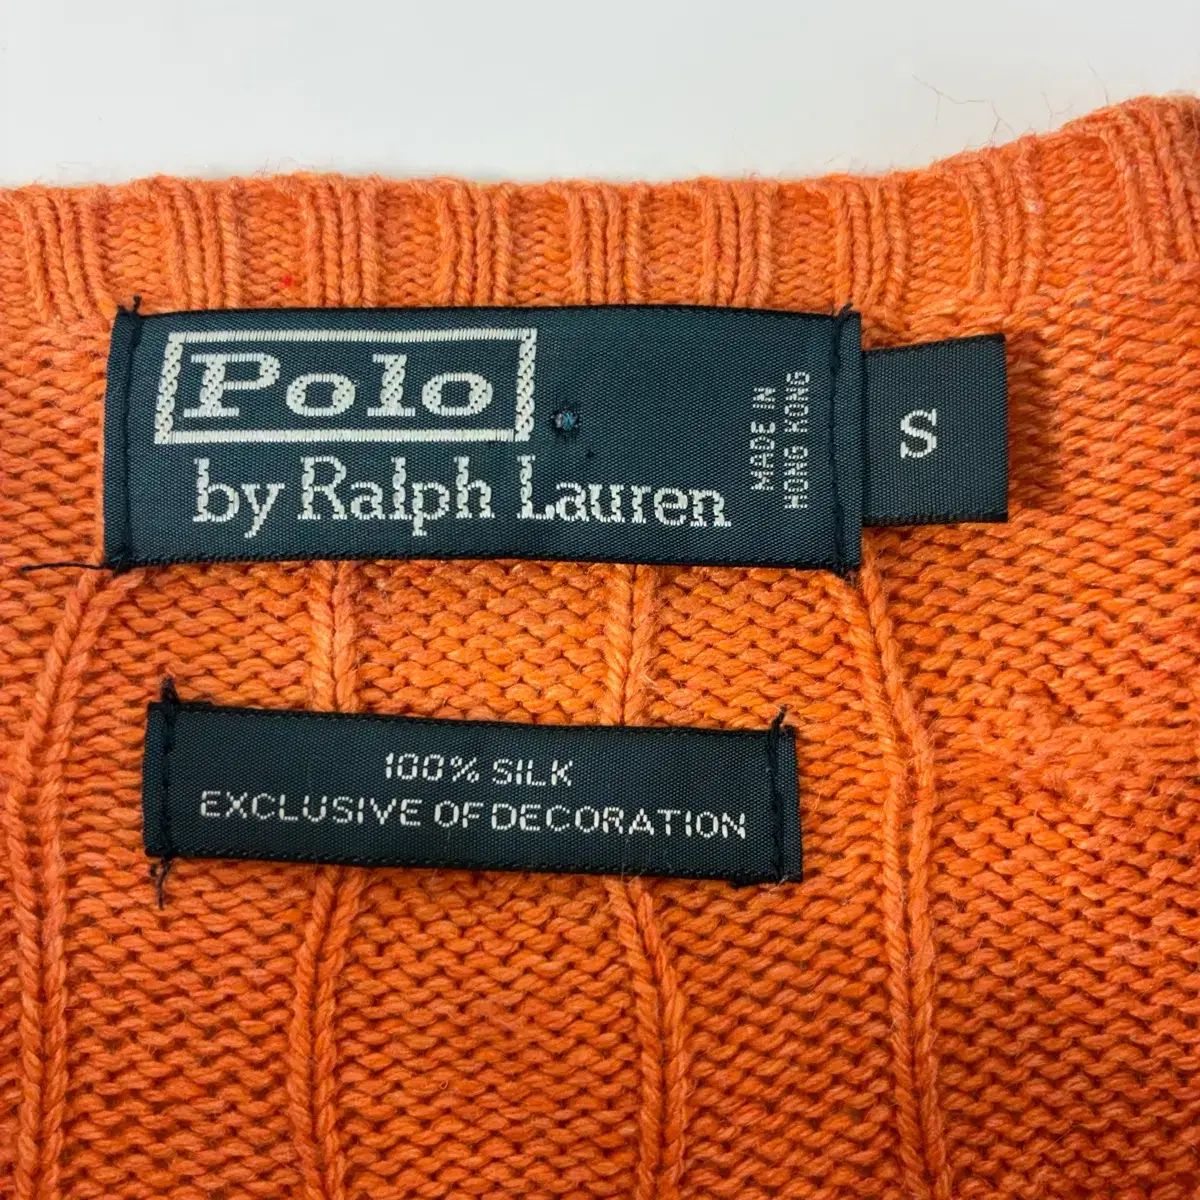 Polo
by Ralph Lauren
MADE IN
HONG KONG
S
100% SILK
EXCLUSIVE OF DECORATION